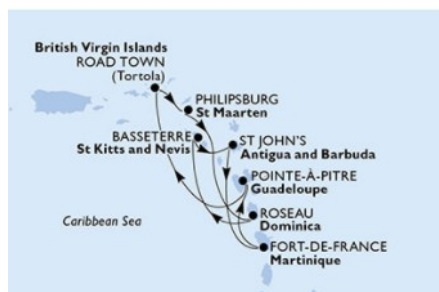 British Virgin Islands
ROAD TOWN
(Tortola)
PHILIPSBURG
St Maarten
BASSETERRE
St Kitts and Nevis
ST JOHN'S
Antigua and Barbuda
POINTE-À-PITRE
Guadeloupe
Caribbean Sea
ROSEAU
Dominica
FORT-DE-FRANCE
Martinique